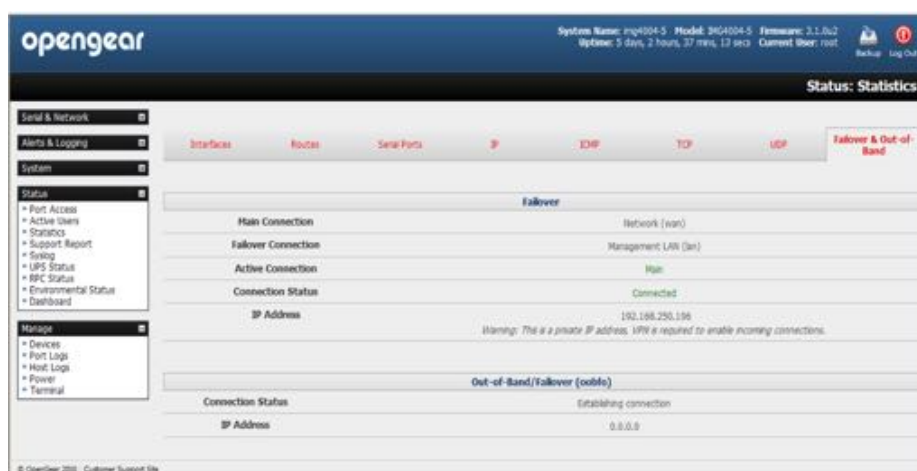 opengear
System Name: img4004-5 Model: IMG4004-5 Firmware: 3.1.0u2
Uptime: 5 days, 2 hours, 37 mins, 13 secs Current User: root
Backup Log Out
Status: Statistics
Serial & Network
Alerts & Logging
System
Status
Port Access
Active Users
Statistics
Support Report
Syslog
UPS Status
RPC Status
Environmental Status
Dashboard
Manage
Devices
Port Logs
Host Logs
Power
Terminal
Interfaces Routes Serial Ports IP ICMP TCP UDP Failover & Out-of-
Band
Failover
Main Connection Network (wan)
Failover Connection Management LAN (lan)
Active Connection Main
Connection Status Connected
IP Address 192.168.250.106
Warning: This is a private IP address. VPN is required to enable incoming connections.
Out-of-Band/Failover (oobfo)
Connection Status Establishing connection
IP Address 0.0.0.0
© OpenGear 2010 Customer Support Site